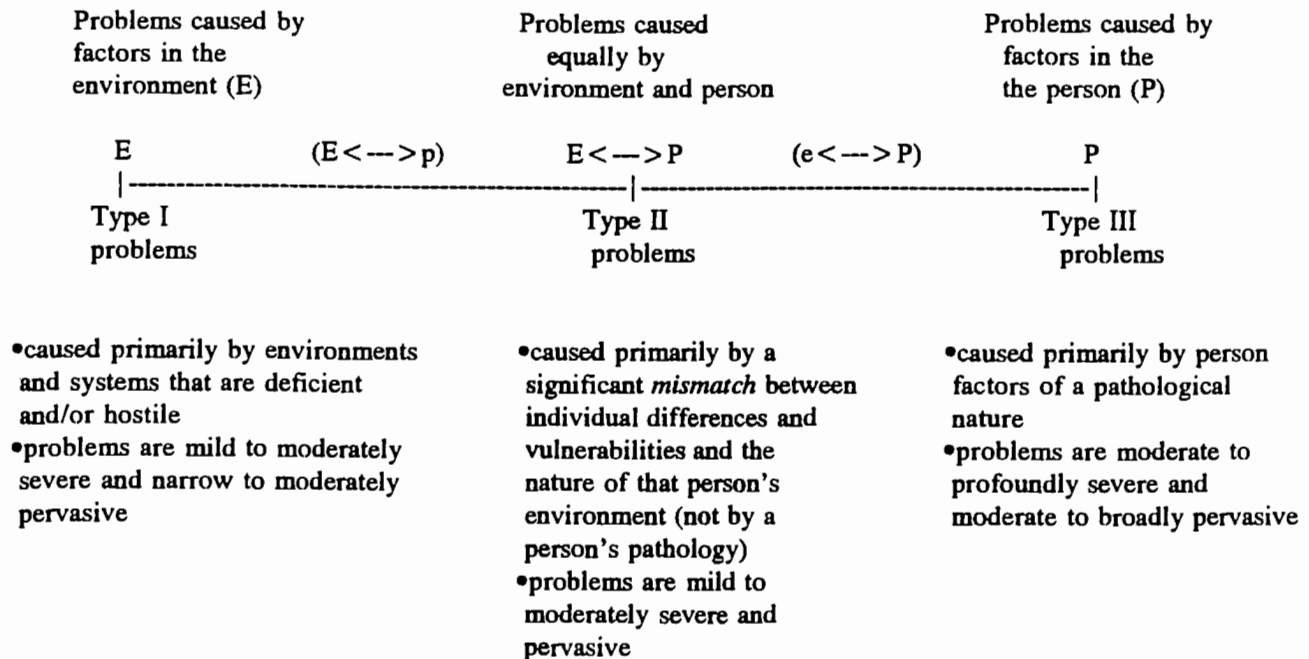 Problems caused by
factors in the
environment (E)
Problems caused
equally by
environment and person
Problems caused by
factors in the
the person (P)
E (E<--->p) E<--->P (e<--->P) P
|--------------------------------------------------|--------------------------------------------|
Type I
problems
Type II
problems
Type III
problems
•caused primarily by environments
and systems that are deficient
and/or hostile
•problems are mild to moderately
severe and narrow to moderately
pervasive
•caused primarily by a
significant mismatch between
individual differences and
vulnerabilities and the
nature of that person's
environment (not by a
person's pathology)
•problems are mild to
moderately severe and
pervasive
•caused primarily by person
factors of a pathological
nature
•problems are moderate to
profoundly severe and
moderate to broadly pervasive